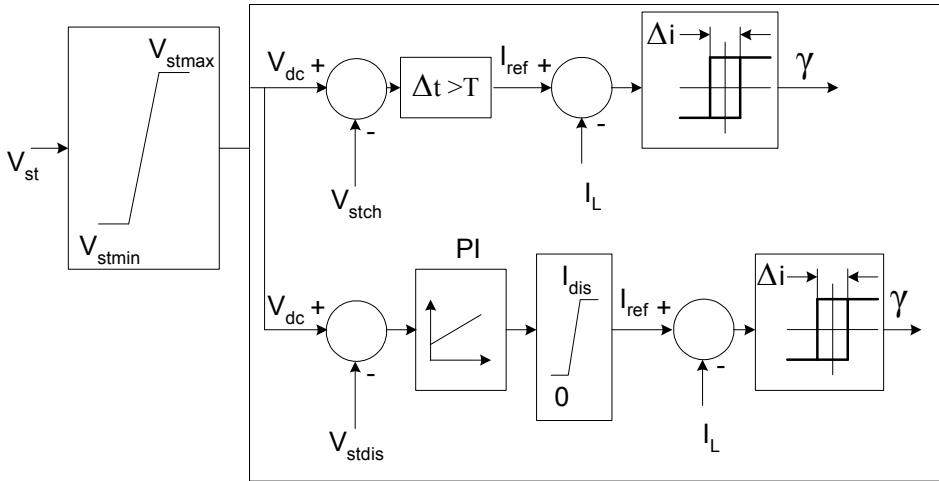 V_st
V_stmax
V_stmin
V_dc +
-
V_stch
Δt >T
I_ref +
-
I_L
Δi
γ
V_dc +
-
V_stdis
PI
I_dis
0
I_ref +
-
I_L
Δi
γ